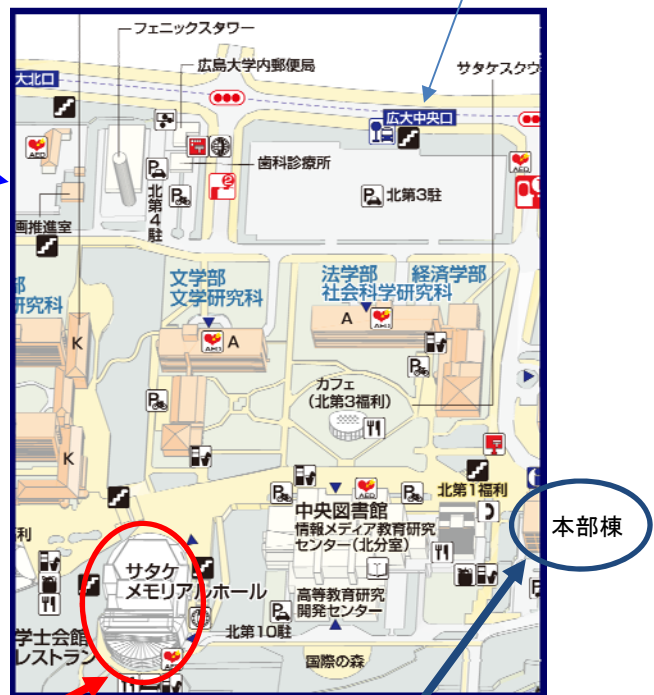 フェニックスタワー
広島大学内郵便局
サタケスクウ
大北口
広大中央口
AED
歯科診療所
P
北第4駐
P
P 北第3駐
AED
画推進室
部
研究科
文学部
文学研究科
法学部 経済学部
社会科学研究科
K
AED
A
A
AED
P
カフェ
(北第3福利)
P
K
P
AED
P
北第1福利
中央図書館
情報メディア教育研究
センター(北分室)
本部棟
利
サタケ
メモリアルホール
高等教育研究
開発センター
P
北第10駐
学士会館
レストラン
AED
国際の森
P